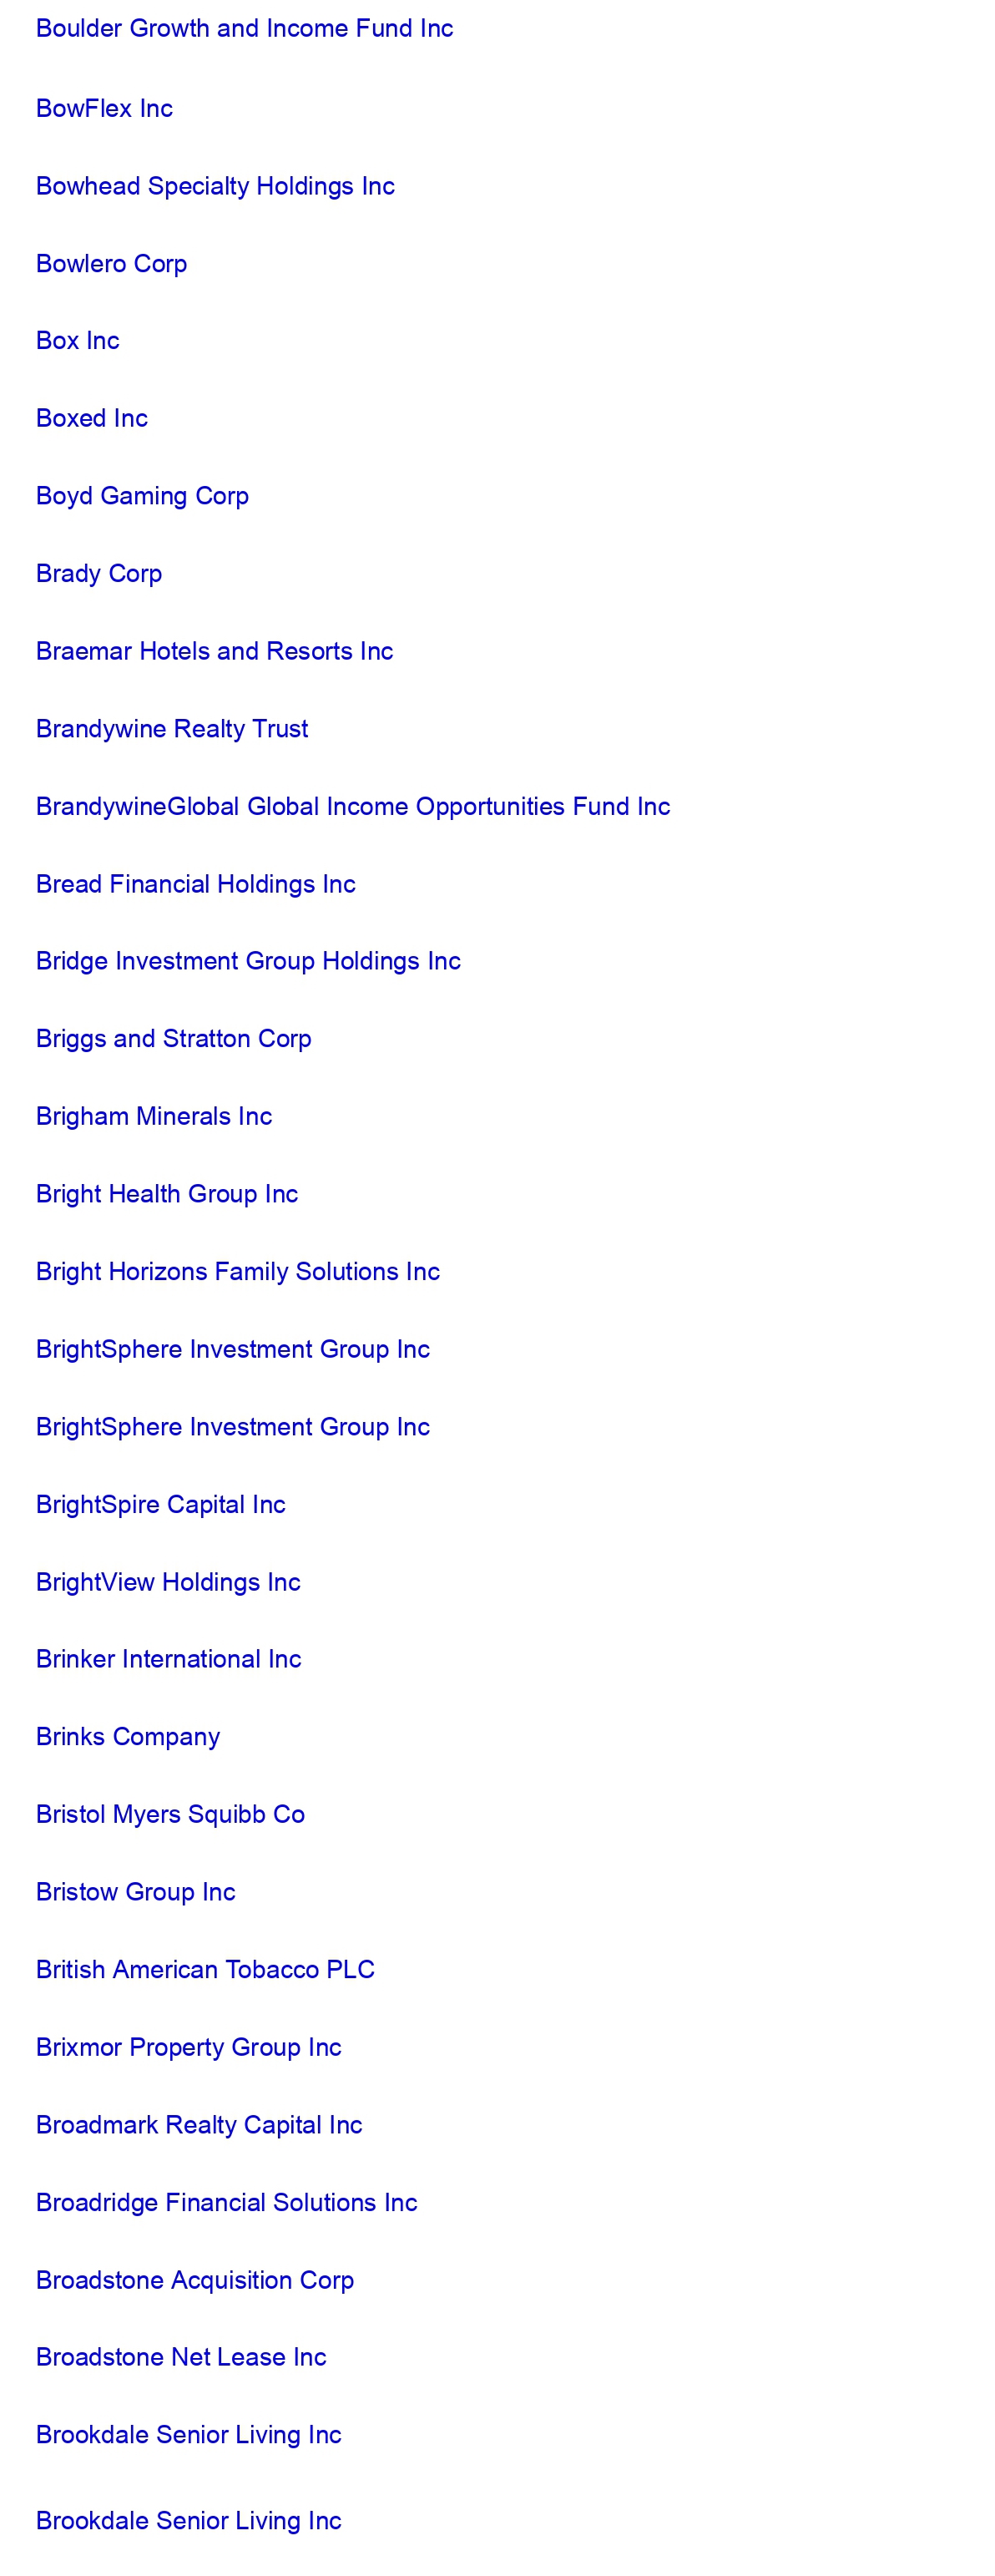 Boulder Growth and Income Fund Inc
BowFlex Inc
Bowhead Specialty Holdings Inc
Bowlero Corp
Box Inc
Boxed Inc
Boyd Gaming Corp
Brady Corp
Braemar Hotels and Resorts Inc
Brandywine Realty Trust
BrandywineGlobal Global Income Opportunities Fund Inc
Bread Financial Holdings Inc
Bridge Investment Group Holdings Inc
Briggs and Stratton Corp
Brigham Minerals Inc
Bright Health Group Inc
Bright Horizons Family Solutions Inc
BrightSphere Investment Group Inc
BrightSphere Investment Group Inc
BrightSpire Capital Inc
BrightView Holdings Inc
Brinker International Inc
Brinks Company
Bristol Myers Squibb Co
Bristow Group Inc
British American Tobacco PLC
Brixmor Property Group Inc
Broadmark Realty Capital Inc
Broadridge Financial Solutions Inc
Broadstone Acquisition Corp
Broadstone Net Lease Inc
Brookdale Senior Living Inc
Brookdale Senior Living Inc